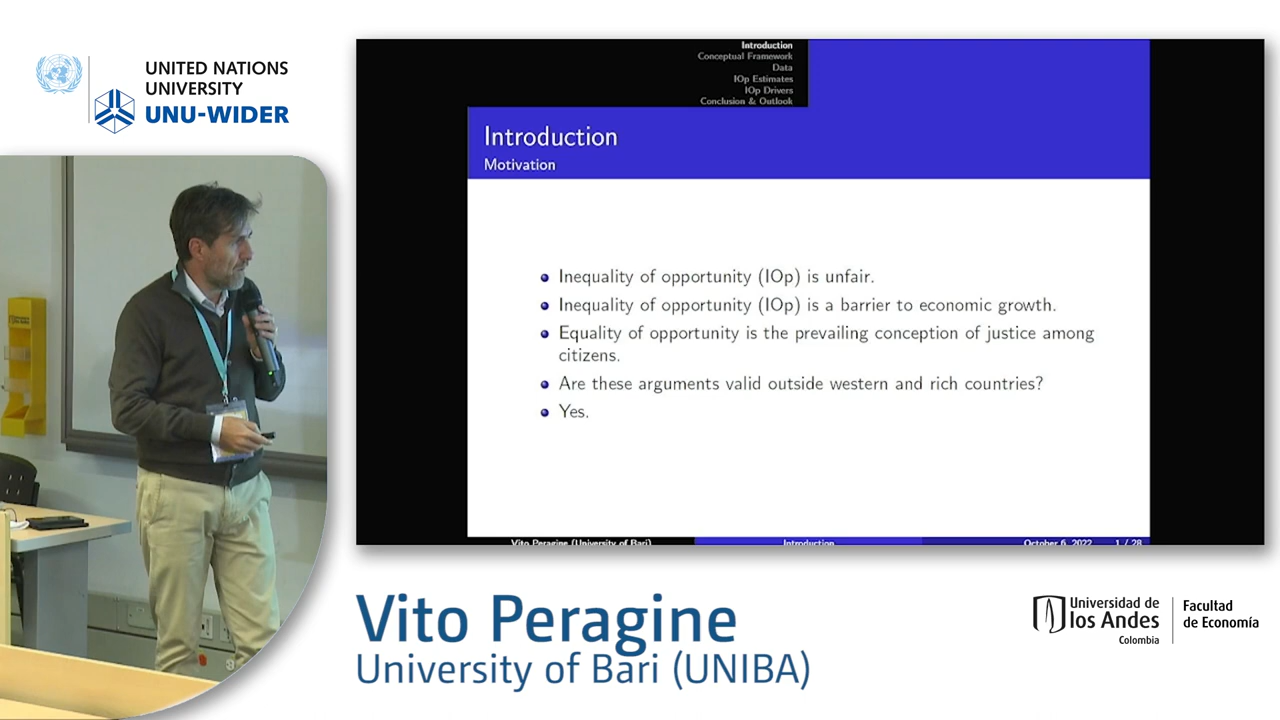 UNITED NATIONS
UNIVERSITY
UNU-WIDER
Introduction
Conceptual Framework
Data
IOp Estimates
IOp Drivers
Conclusion & Outlook
Introduction
Motivation
Inequality of opportunity (IOp) is unfair.
Inequality of opportunity (IOp) is a barrier to economic growth.
Equality of opportunity is the prevailing conception of justice among
citizens.
Are these arguments valid outside western and rich countries?
Yes.
Vito Peragine (University of Bari)
Introduction
October 6, 2022
1 / 28
Vito Peragine
University of Bari (UNIBA)
Universidad de
los Andes
Colombia
Facultad
de Economía